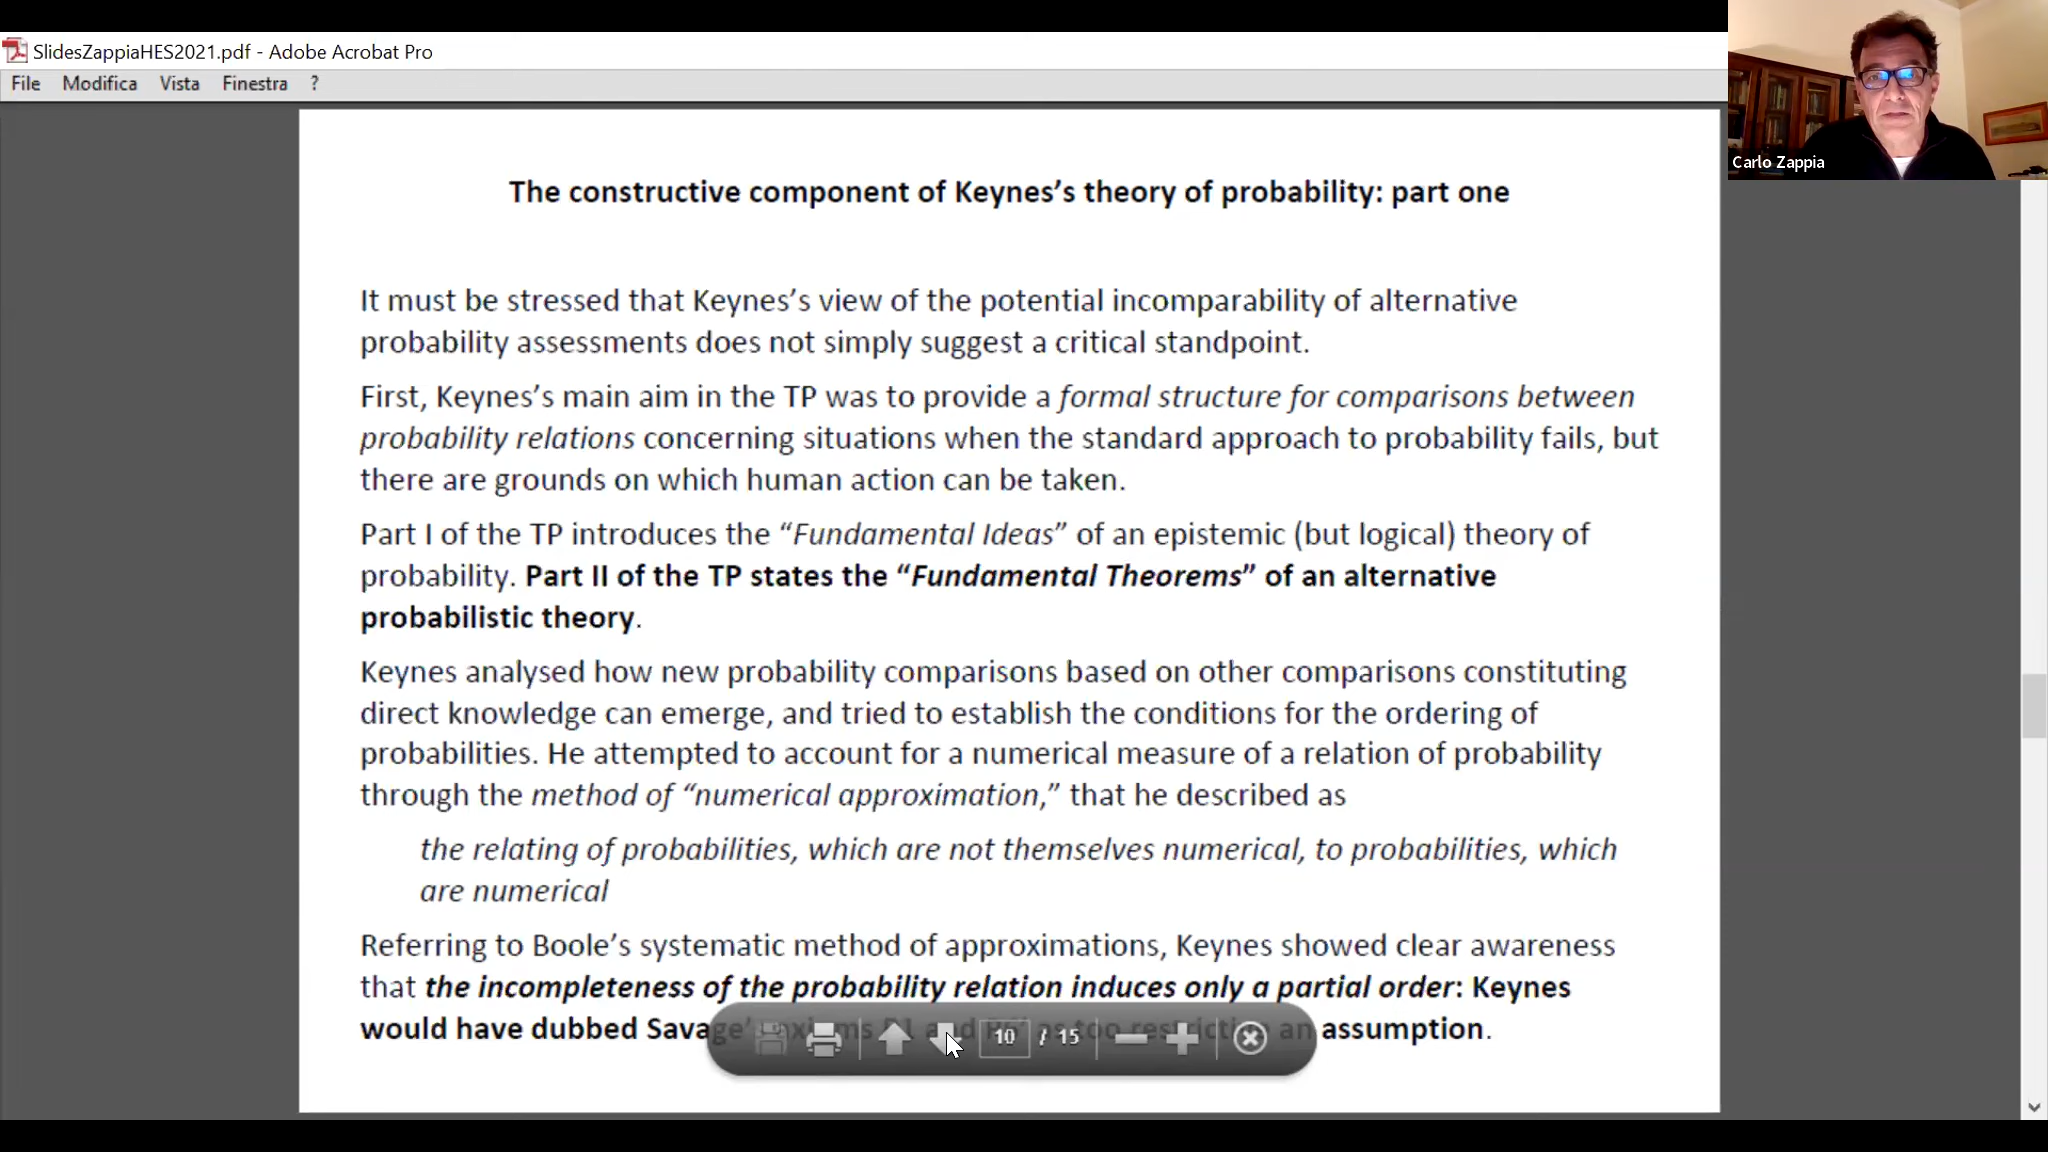 SlidesZappiaHES2021.pdf - Adobe Acrobat Pro
File Modifica Vista Finestra ?
Carlo Zappia
The constructive component of Keynes’s theory of probability: part one
It must be stressed that Keynes’s view of the potential incomparability of alternative
probability assessments does not simply suggest a critical standpoint.
First, Keynes’s main aim in the TP was to provide a formal structure for comparisons between
probability relations concerning situations when the standard approach to probability fails, but
there are grounds on which human action can be taken.
Part I of the TP introduces the “Fundamental Ideas” of an epistemic (but logical) theory of
probability. Part II of the TP states the “Fundamental Theorems” of an alternative
probabilistic theory.
Keynes analysed how new probability comparisons based on other comparisons constituting
direct knowledge can emerge, and tried to establish the conditions for the ordering of
probabilities. He attempted to account for a numerical measure of a relation of probability
through the method of “numerical approximation,” that he described as
the relating of probabilities, which are not themselves numerical, to probabilities, which
are numerical
Referring to Boole’s systematic method of approximations, Keynes showed clear awareness
that the incompleteness of the probability relation induces only a partial order: Keynes
would have dubbed Savage’ and as too an assumption.
10 / 15